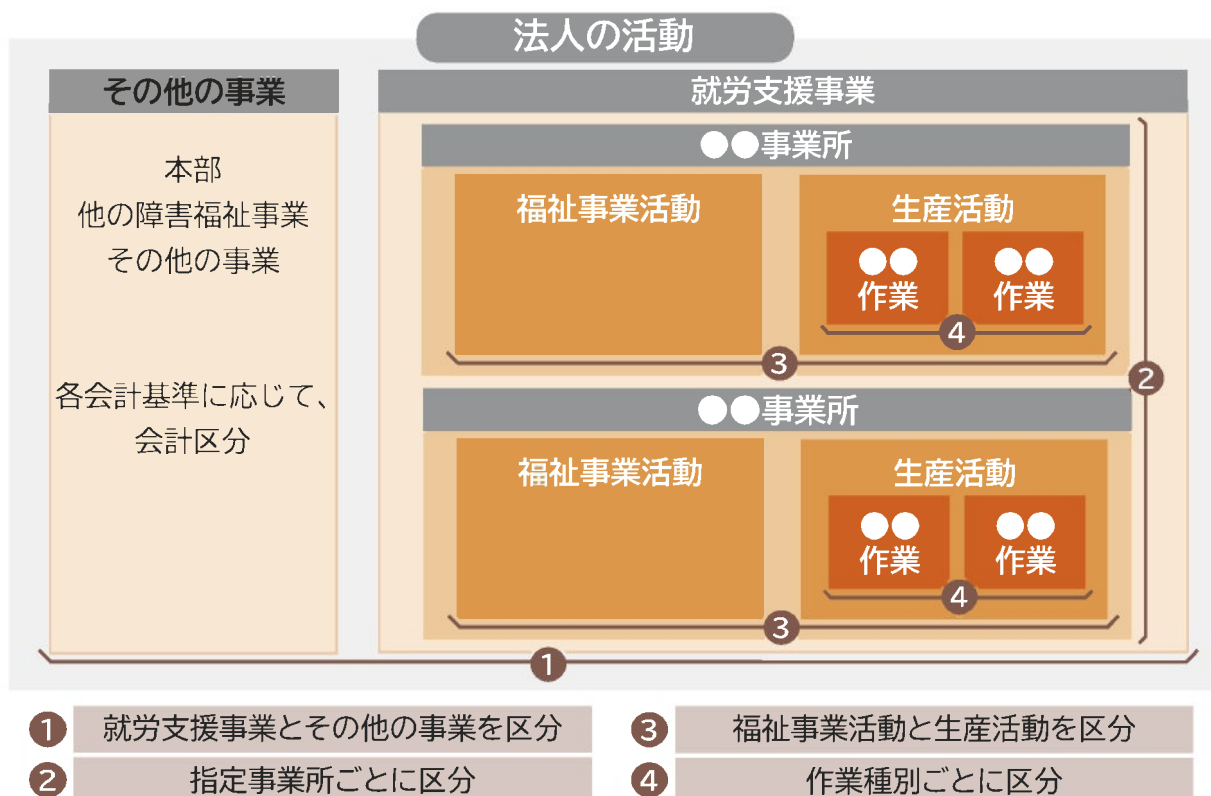 法人の活動
その他の事業
本部
他の障害福祉事業
その他の事業
各会計基準に応じて、
会計区分
就労支援事業
●●事業所
福祉事業活動
生産活動
●●
作業
●●
作業
4
3
●●事業所
福祉事業活動
生産活動
●●
作業
●●
作業
4
3
2
1
1 就労支援事業とその他の事業を区分
2 指定事業所ごとに区分
3 福祉事業活動と生産活動を区分
4 作業種別ごとに区分